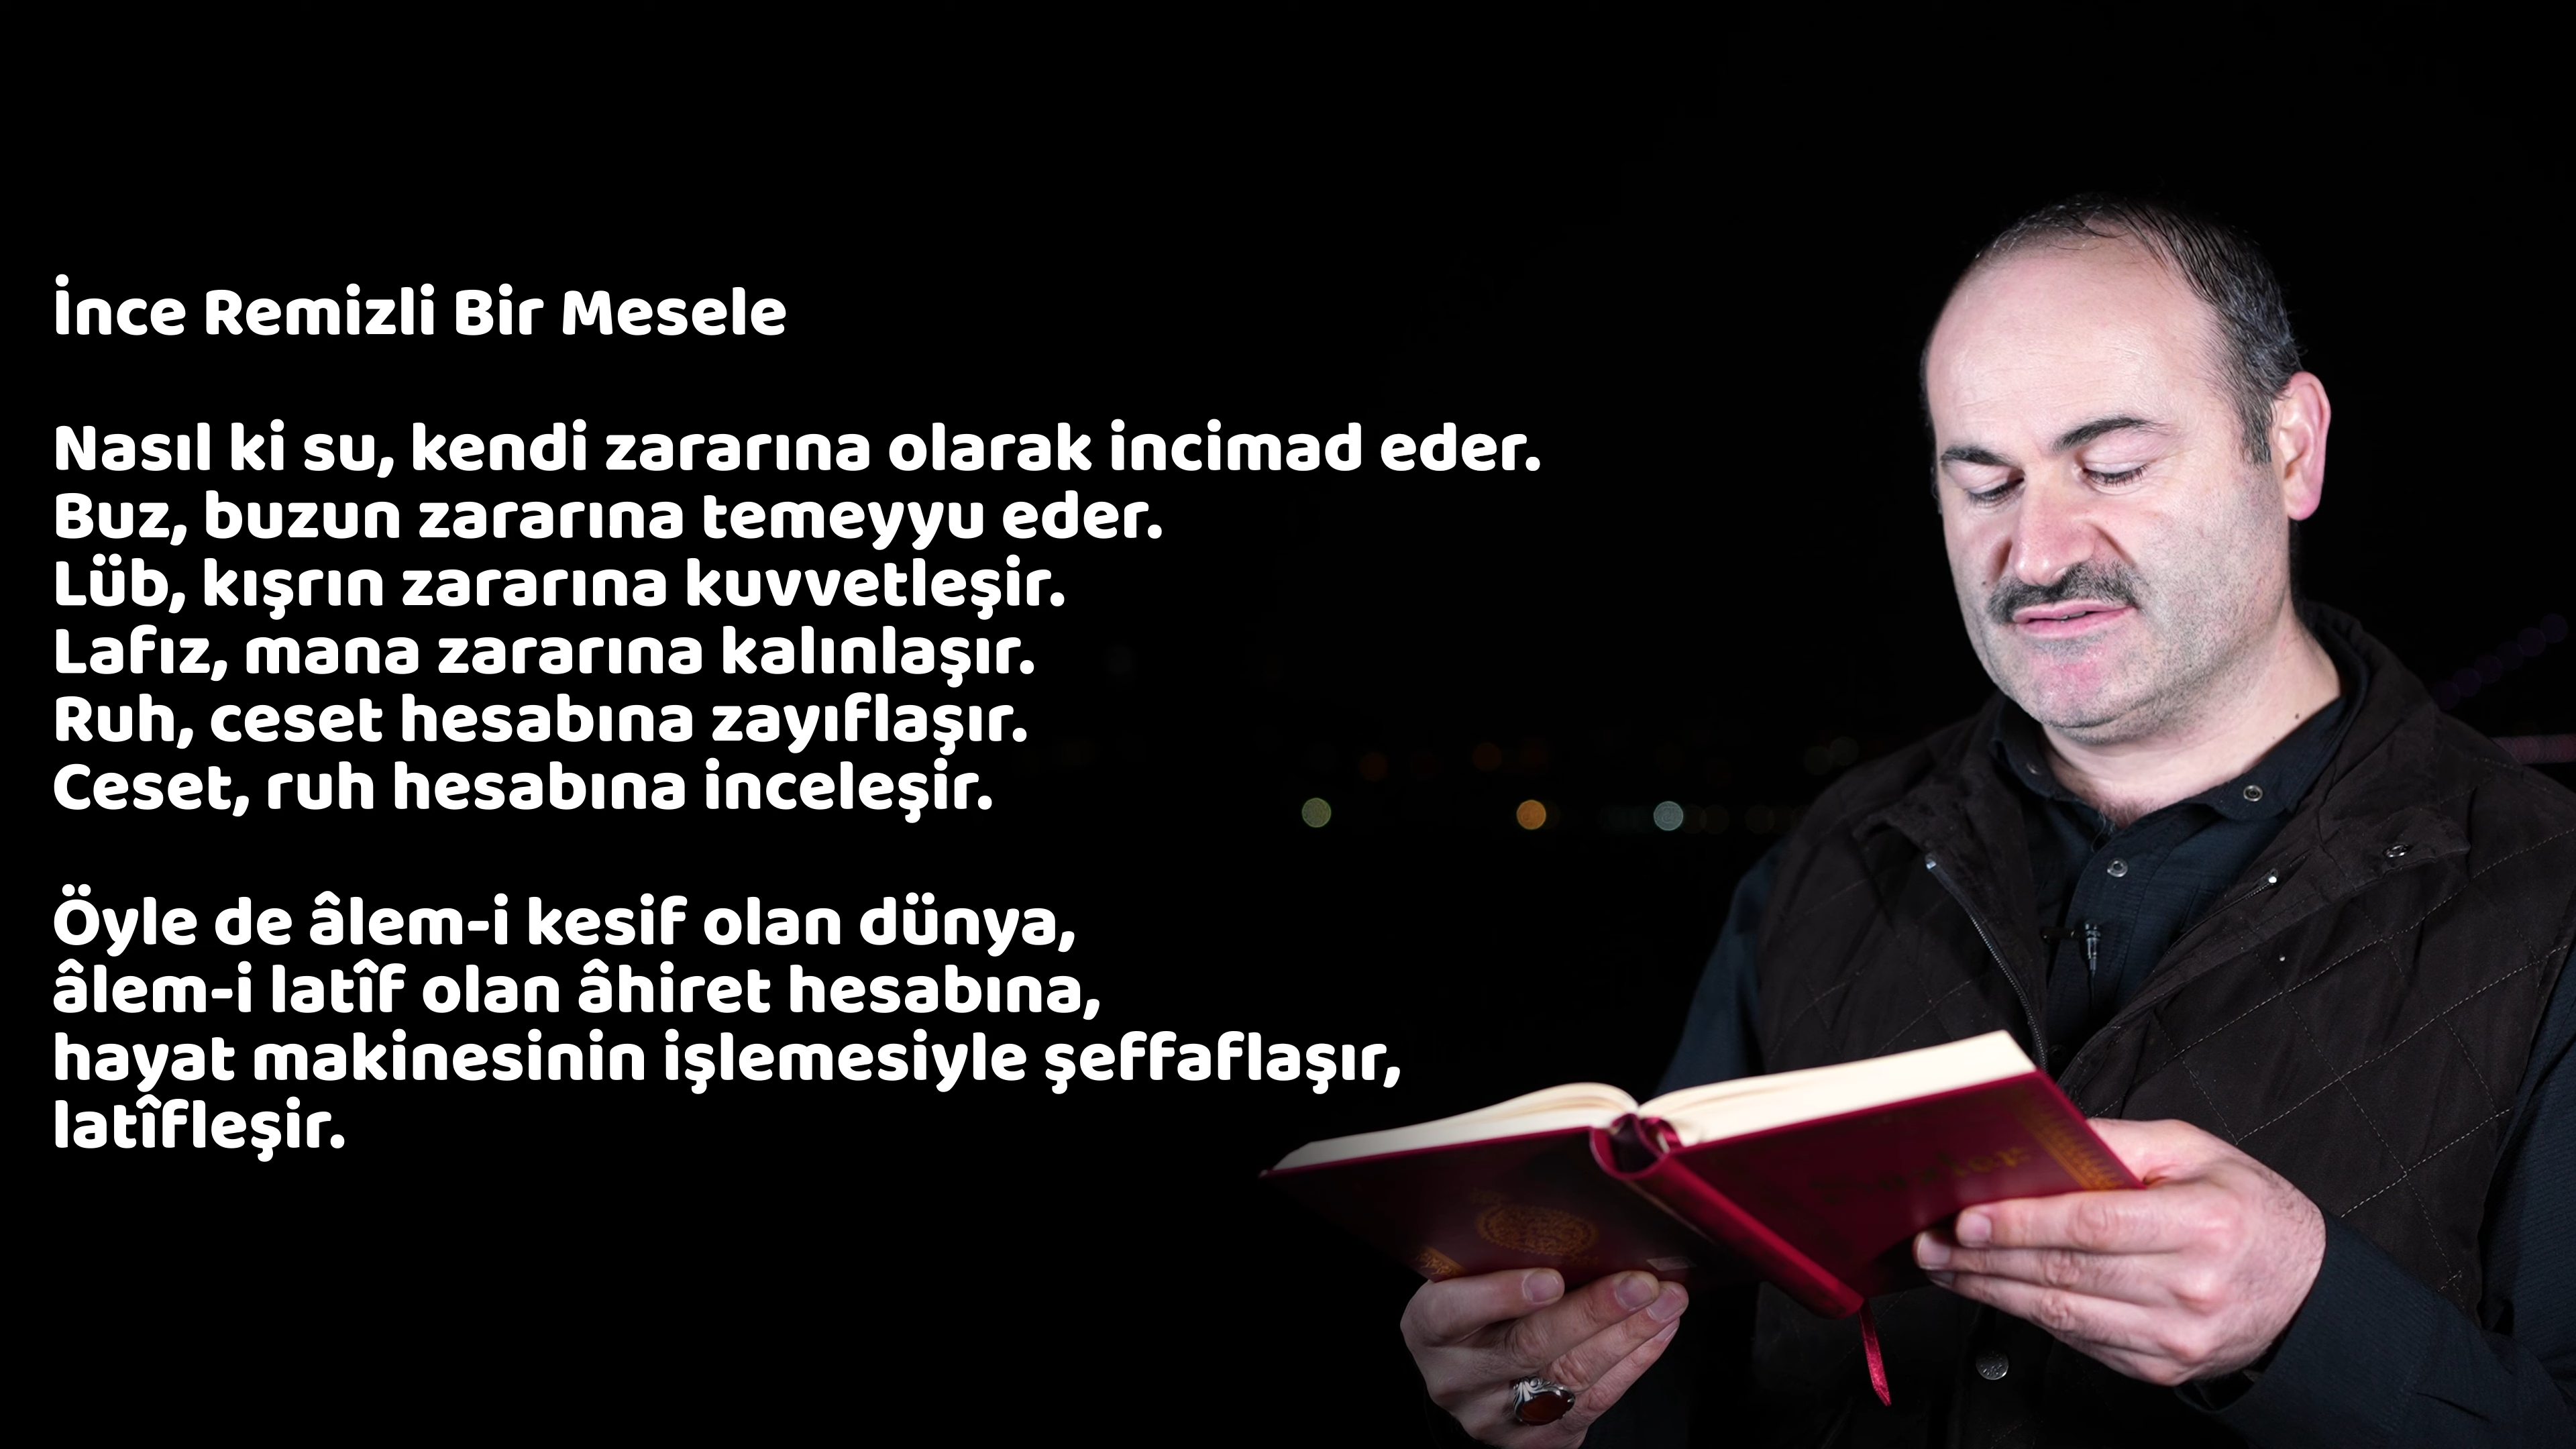 İnce Remizli Bir Mesele
Nasıl ki su, kendi zararına olarak incimad eder.
Buz, buzun zararına temeyyu eder.
Lüb, kışrın zararına kuvvetleşir.
Lafız, mana zararına kalınlaşır.
Ruh, ceset hesabına zayıflaşır.
Ceset, ruh hesabına inceleşir.
Öyle de âlem-i kesif olan dünya,
âlem-i latîf olan âhiret hesabına,
hayat makinesinin işlemesiyle şeffaflaşır,
latîfleşir.